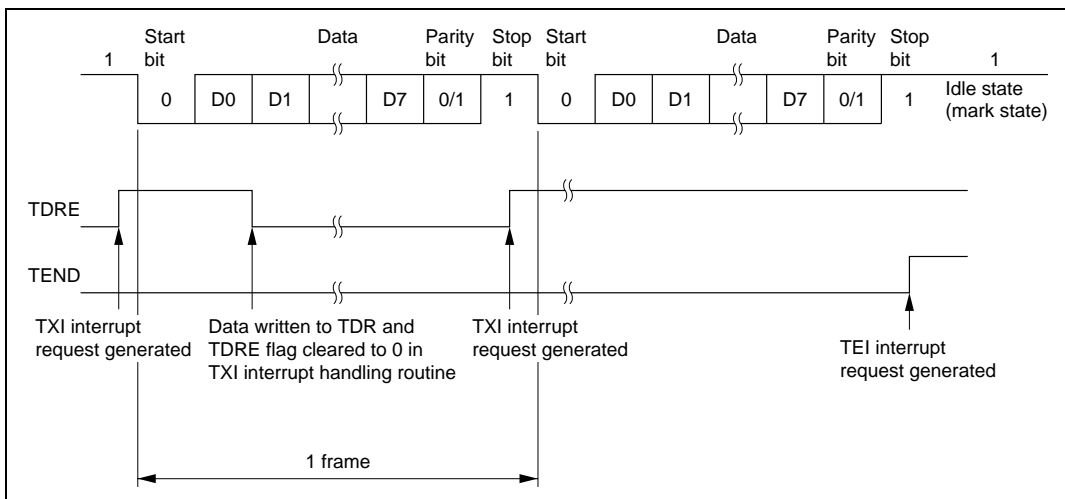 1 Start bit Data Parity bit Stop bit Start bit Data Parity bit Stop bit 1
0 D0 D1 D7 0/1 1 0 D0 D1 D7 0/1 1 Idle state (mark state)
TDRE
TEND
TXI interrupt
request generated
Data written to TDR and
TDRE flag cleared to 0 in
TXI interrupt handling routine
TXI interrupt
request generated
TEI interrupt
request generated
1 frame